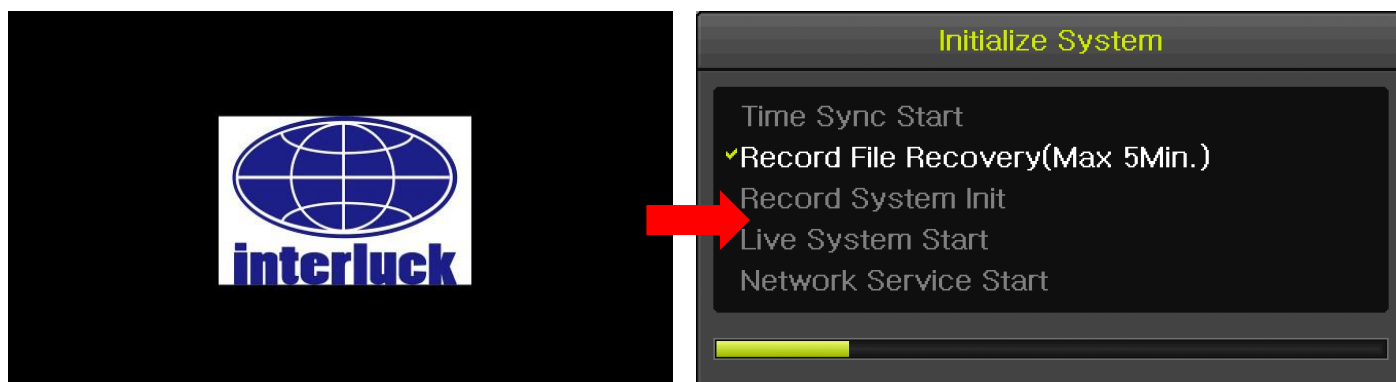 interluck
Initialize System
Time Sync Start
Record File Recovery(Max 5Min.)
Record System Init
Live System Start
Network Service Start